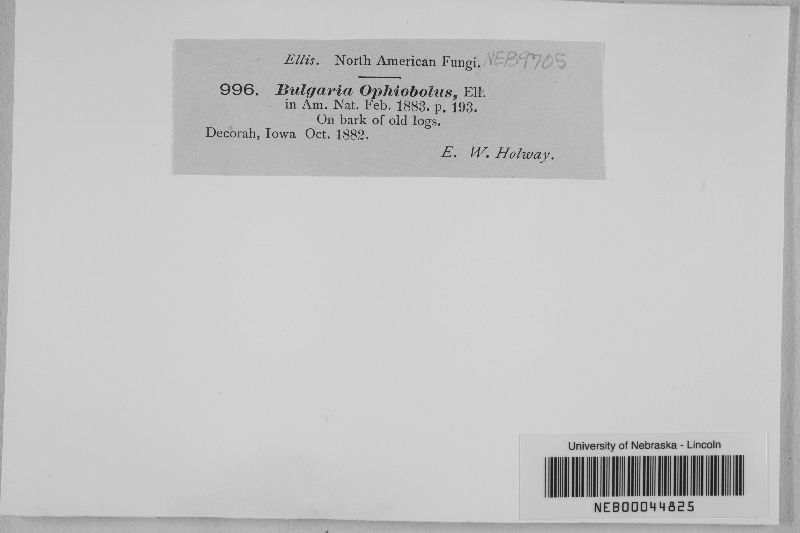 Ellis. North American Fungi. NEB9705
996. Bulgaria Ophiobolus, Ell.
in Am. Nat. Feb. 1883. p. 193.
On bark of old logs.
Decorah, Iowa Oct. 1882.
E. W. Holway.
University of Nebraska - Lincoln
NEB00044825